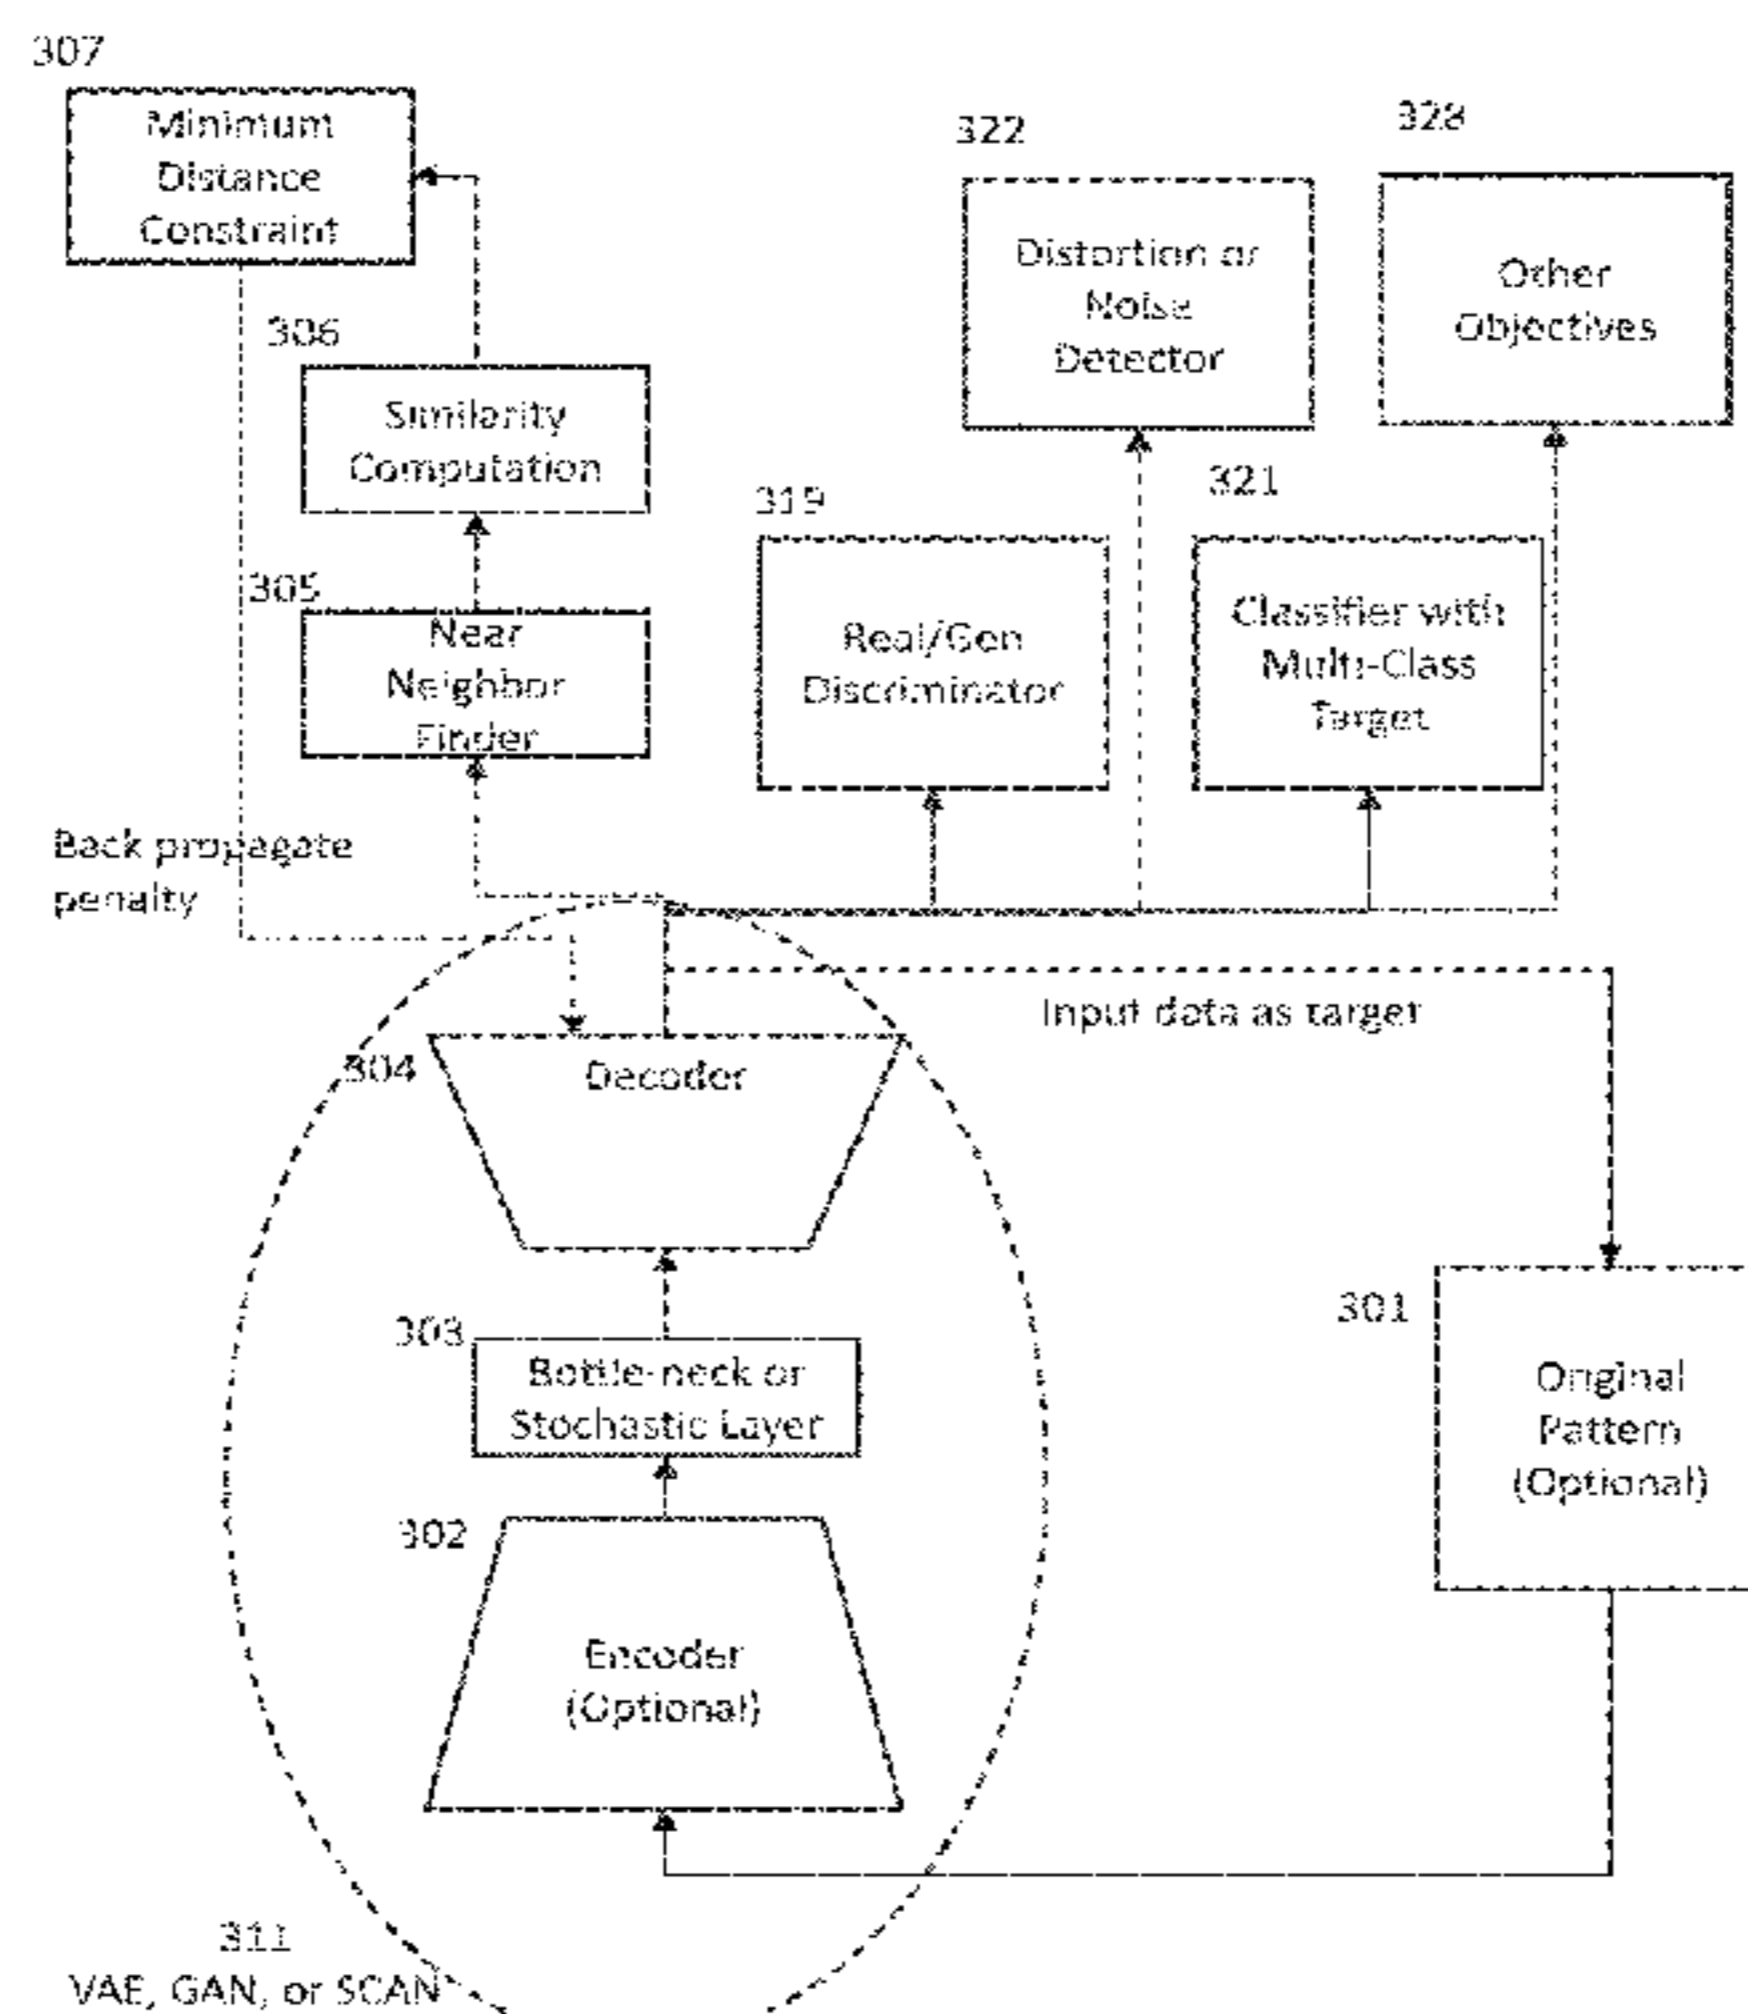 307
Minimum
Distance
Constraint
322
328
Distortion or
Noise
Detector
Other
Objectives
306
Similarity
Computation
319
321
305
Near
Neighbor
Finder
Real/Gen
Discriminator
Classifier with
Multi-Class
Target
Back propagate
penalty
Input data as target
304
Decoder
301
Original
Pattern
(Optional)
303
Bottle-neck or
Stochastic Layer
302
Encoder
(Optional)
311
VAE, GAN, or SCAN